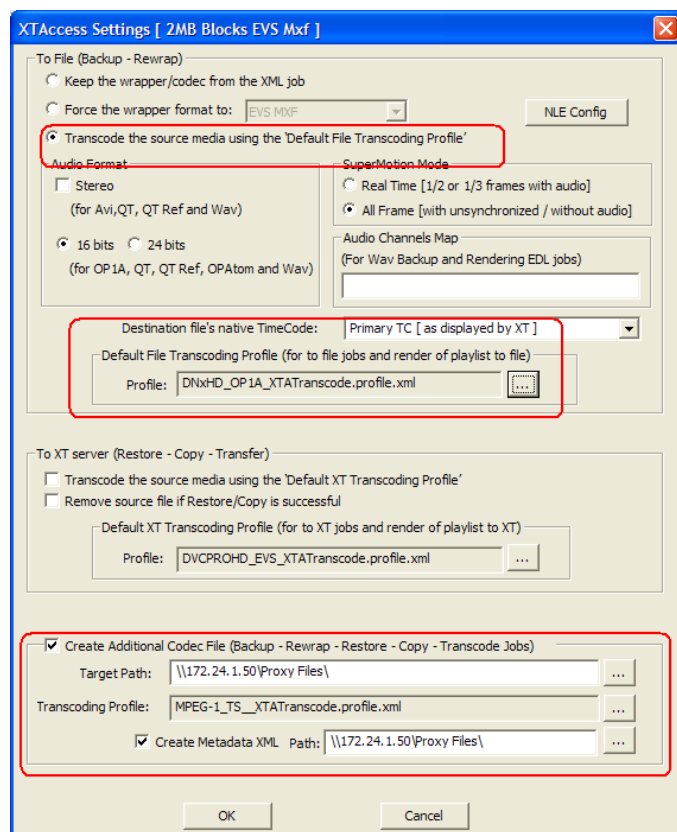 XTAccess Settings [ 2MB Blocks EVS Mxf ]
To File (Backup - Rewrap)
Keep the wrapper/codec from the XML job
Force the wrapper format to: EVS MXF NLE Config
Transcode the source media using the 'Default File Transcoding Profile'
Audio Format SuperMotion Mode
Stereo Real Time [1/2 or 1/3 frames with audio]
(for Avi,QT, QT Ref and Wav) All Frame [with unsynchronized / without audio]
16 bits 24 bits Audio Channels Map
(for OP1A, QT, QT Ref, OPAtom and Wav) (For Wav Backup and Rendering EDL jobs)
Destination file's native TimeCode: Primary TC [ as displayed by XT ]
Default File Transcoding Profile (for to file jobs and render of playlist to file)
Profile: DNxHD_OP1A_XTATranscode.profile.xml ...
To XT server (Restore - Copy - Transfer)
Transcode the source media using the 'Default XT Transcoding Profile'
Remove source file if Restore/Copy is successful
Default XT Transcoding Profile (for to XT jobs and render of playlist to XT)
Profile: DVCPROHD_EVS_XTATranscode.profile.xml ...
Create Additional Codec File (Backup - Rewrap - Restore - Copy - Transcode Jobs)
Target Path: \\172.24.1.50\Proxy Files\ ...
Transcoding Profile: MPEG-1_TS__XTATranscode.profile.xml ...
Create Metadata XML Path: \\172.24.1.50\Proxy Files\ ...
OK Cancel